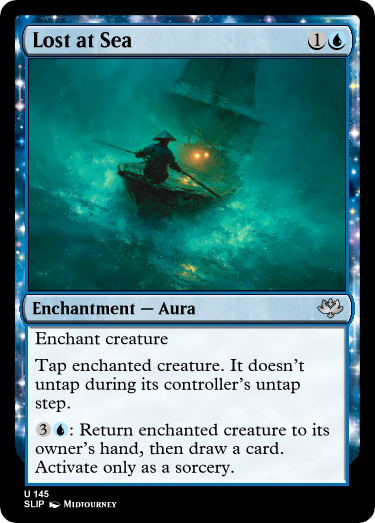 Lost at Sea 1
Enchantment — Aura
Enchant creature
Tap enchanted creature. It doesn't
untap during its controller's untap
step.
3 : Return enchanted creature to its
owner's hand, then draw a card.
Activate only as a sorcery.
U 145
SLIP Midjourney